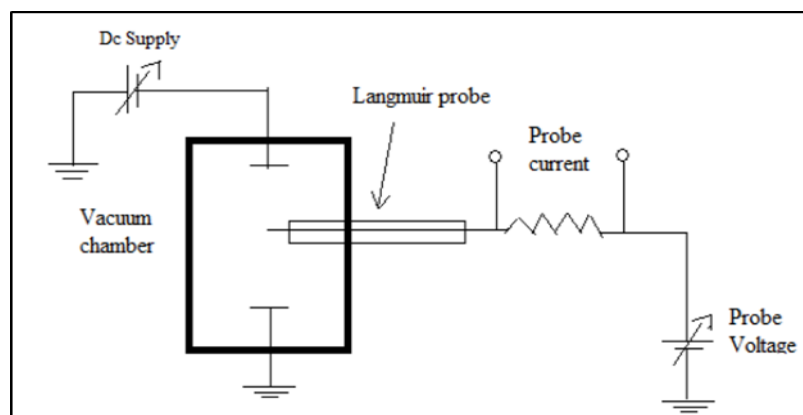 Dc Supply
Langmuir probe
Probe
current
Vacuum
chamber
Probe
Voltage